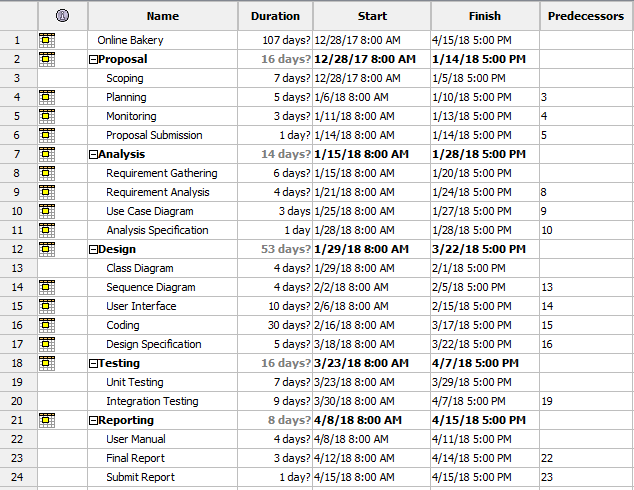 Name Duration Start Finish Predecessors
1 Online Bakery 107 days? 12/28/17 8:00 AM 4/15/18 5:00 PM
2 Proposal 16 days? 12/28/17 8:00 AM 1/14/18 5:00 PM
3 Scoping 7 days? 12/28/17 8:00 AM 1/5/18 5:00 PM
4 Planning 5 days? 1/6/18 8:00 AM 1/10/18 5:00 PM 3
5 Monitoring 3 days? 1/11/18 8:00 AM 1/13/18 5:00 PM 4
6 Proposal Submission 1 day? 1/14/18 8:00 AM 1/14/18 5:00 PM 5
7 Analysis 14 days? 1/15/18 8:00 AM 1/28/18 5:00 PM
8 Requirement Gathering 6 days? 1/15/18 8:00 AM 1/20/18 5:00 PM
9 Requirement Analysis 4 days? 1/21/18 8:00 AM 1/24/18 5:00 PM 8
10 Use Case Diagram 3 days 1/25/18 8:00 AM 1/27/18 5:00 PM 9
11 Analysis Specification 1 day 1/28/18 8:00 AM 1/28/18 5:00 PM 10
12 Design 53 days? 1/29/18 8:00 AM 3/22/18 5:00 PM
13 Class Diagram 4 days? 1/29/18 8:00 AM 2/1/18 5:00 PM
14 Sequence Diagram 4 days? 2/2/18 8:00 AM 2/5/18 5:00 PM 13
15 User Interface 10 days? 2/6/18 8:00 AM 2/15/18 5:00 PM 14
16 Coding 30 days? 2/16/18 8:00 AM 3/17/18 5:00 PM 15
17 Design Specification 5 days? 3/18/18 8:00 AM 3/22/18 5:00 PM 16
18 Testing 16 days? 3/23/18 8:00 AM 4/7/18 5:00 PM
19 Unit Testing 7 days? 3/23/18 8:00 AM 3/29/18 5:00 PM
20 Integration Testing 9 days? 3/30/18 8:00 AM 4/7/18 5:00 PM 19
21 Reporting 8 days? 4/8/18 8:00 AM 4/15/18 5:00 PM
22 User Manual 4 days? 4/8/18 8:00 AM 4/11/18 5:00 PM
23 Final Report 3 days? 4/12/18 8:00 AM 4/14/18 5:00 PM 22
24 Submit Report 1 day? 4/15/18 8:00 AM 4/15/18 5:00 PM 23